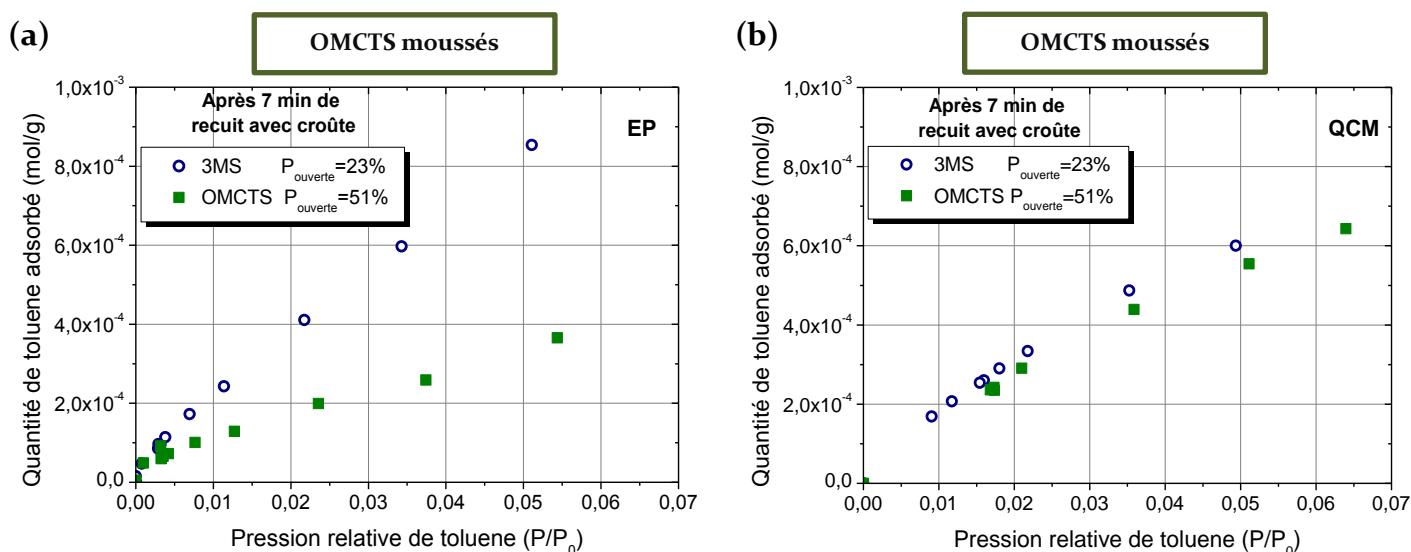 (a)
OMCTS moussés
1,0x10⁻³
8,0x10⁻⁴
6,0x10⁻⁴
4,0x10⁻⁴
2,0x10⁻⁴
0,0
Quantité de toluene adsorbé (mol/g)
Après 7 min de
recuit avec croûte
EP
3MS P_ouverte=23%
OMCTS P_ouverte=51%
0,00 0,01 0,02 0,03 0,04 0,05 0,06 0,07
Pression relative de toluene (P/P₀)
(b)
OMCTS moussés
1,0x10⁻³
8,0x10⁻⁴
6,0x10⁻⁴
4,0x10⁻⁴
2,0x10⁻⁴
0,0
Quantité de toluene adsorbé (mol/g)
Après 7 min de
recuit avec croûte
QCM
3MS P_ouverte=23%
OMCTS P_ouverte=51%
0,00 0,01 0,02 0,03 0,04 0,05 0,06 0,07
Pression relative de toluene (P/P₀)